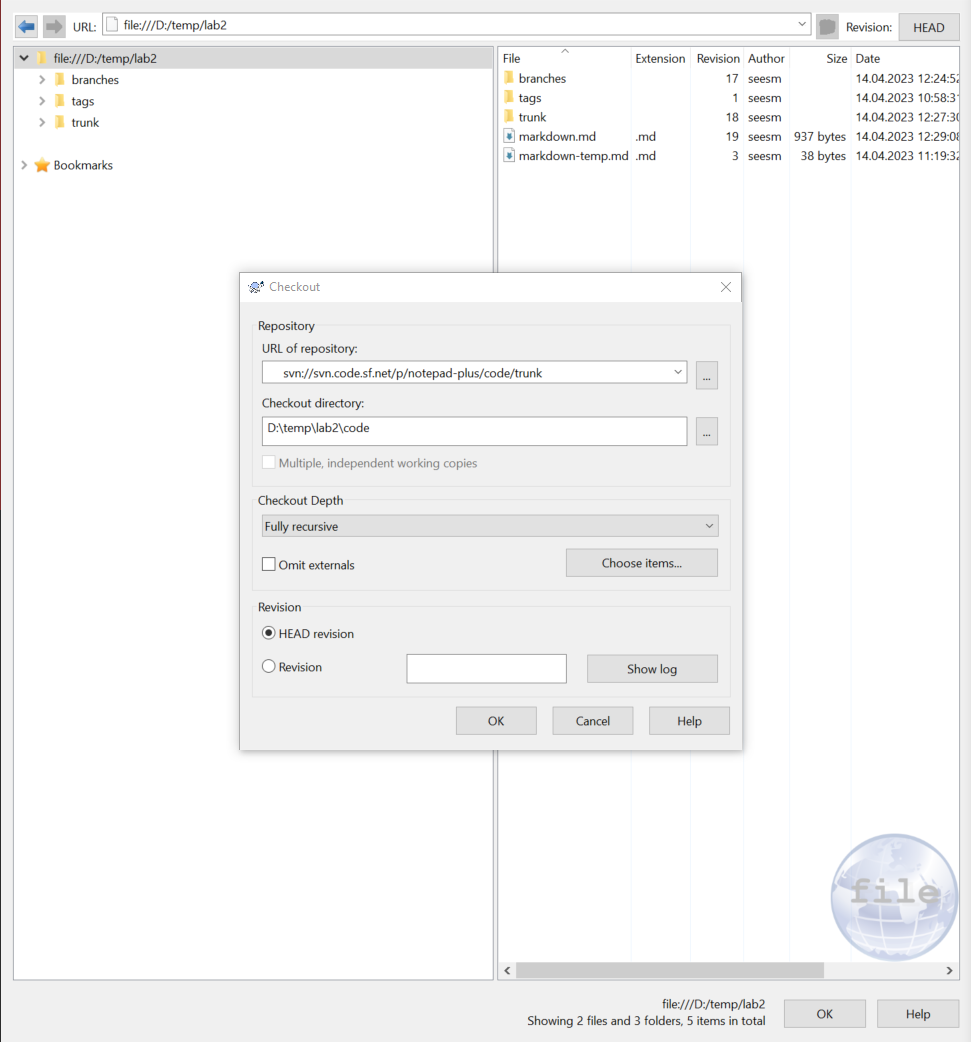 URL: file:///D:/temp/lab2 Revision: HEAD
file:///D:/temp/lab2
branches
tags
trunk
Bookmarks
File Extension Revision Author Size Date
branches 17 seesm 14.04.2023 12:24:52
tags 1 seesm 14.04.2023 10:58:31
trunk 18 seesm 14.04.2023 12:27:30
markdown.md .md 19 seesm 937 bytes 14.04.2023 12:29:08
markdown-temp.md .md 3 seesm 38 bytes 14.04.2023 11:19:32
Checkout
Repository
URL of repository:
svn://svn.code.sf.net/p/notepad-plus/code/trunk
...
Checkout directory:
D:\temp\lab2\code
...
Multiple, independent working copies
Checkout Depth
Fully recursive
Omit externals Choose items...
Revision
HEAD revision
Revision Show log
OK Cancel Help
file
file:///D:/temp/lab2
Showing 2 files and 3 folders, 5 items in total
OK Help